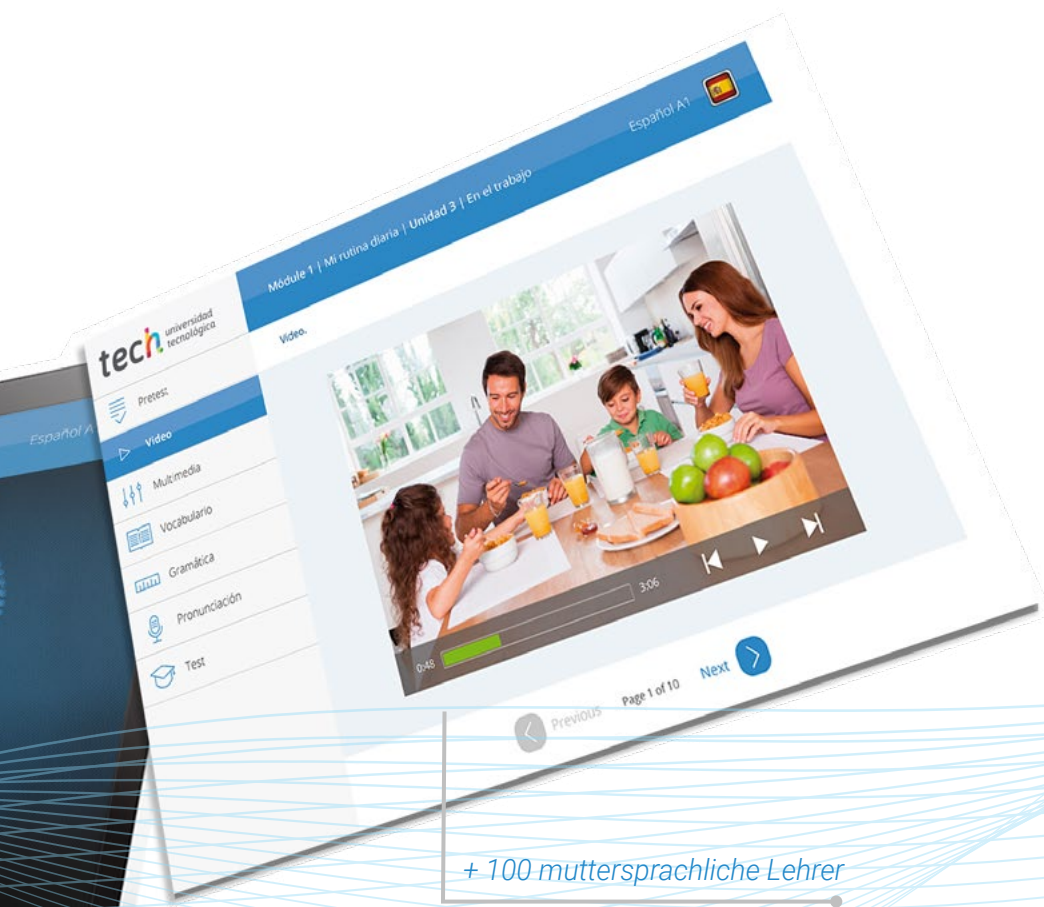 Español A1
Módule 1 | Mi rutina diaria | Unidad 3 | En el trabajo
tech universidad
tecnológica
Video.
Pretest
Video
Multimedia
Vocabulario
Gramática
Pronunciación
Test
0:48
3:06
Previous
Page 1 of 10
Next
Español A
+ 100 muttersprachliche Lehrer